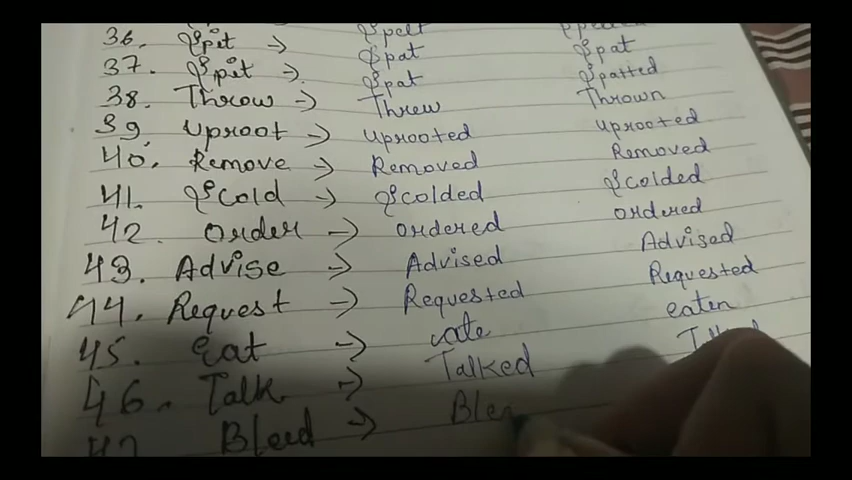 36. Spit -> Spelt
Spat Spat
37. Spit -> Spat Spatted
38. Throw -> Threw Thrown
39. Uproot -> Uprooted Uprooted
40. Remove -> Removed Removed
41. Scold -> Scolded Scolded
42. Order -> Ordered Ordered
43. Advise -> Advised Advised
44. Request -> Requested Requested
45. Eat -> ate eaten
46. Talk -> Talked
47 Bleed ->